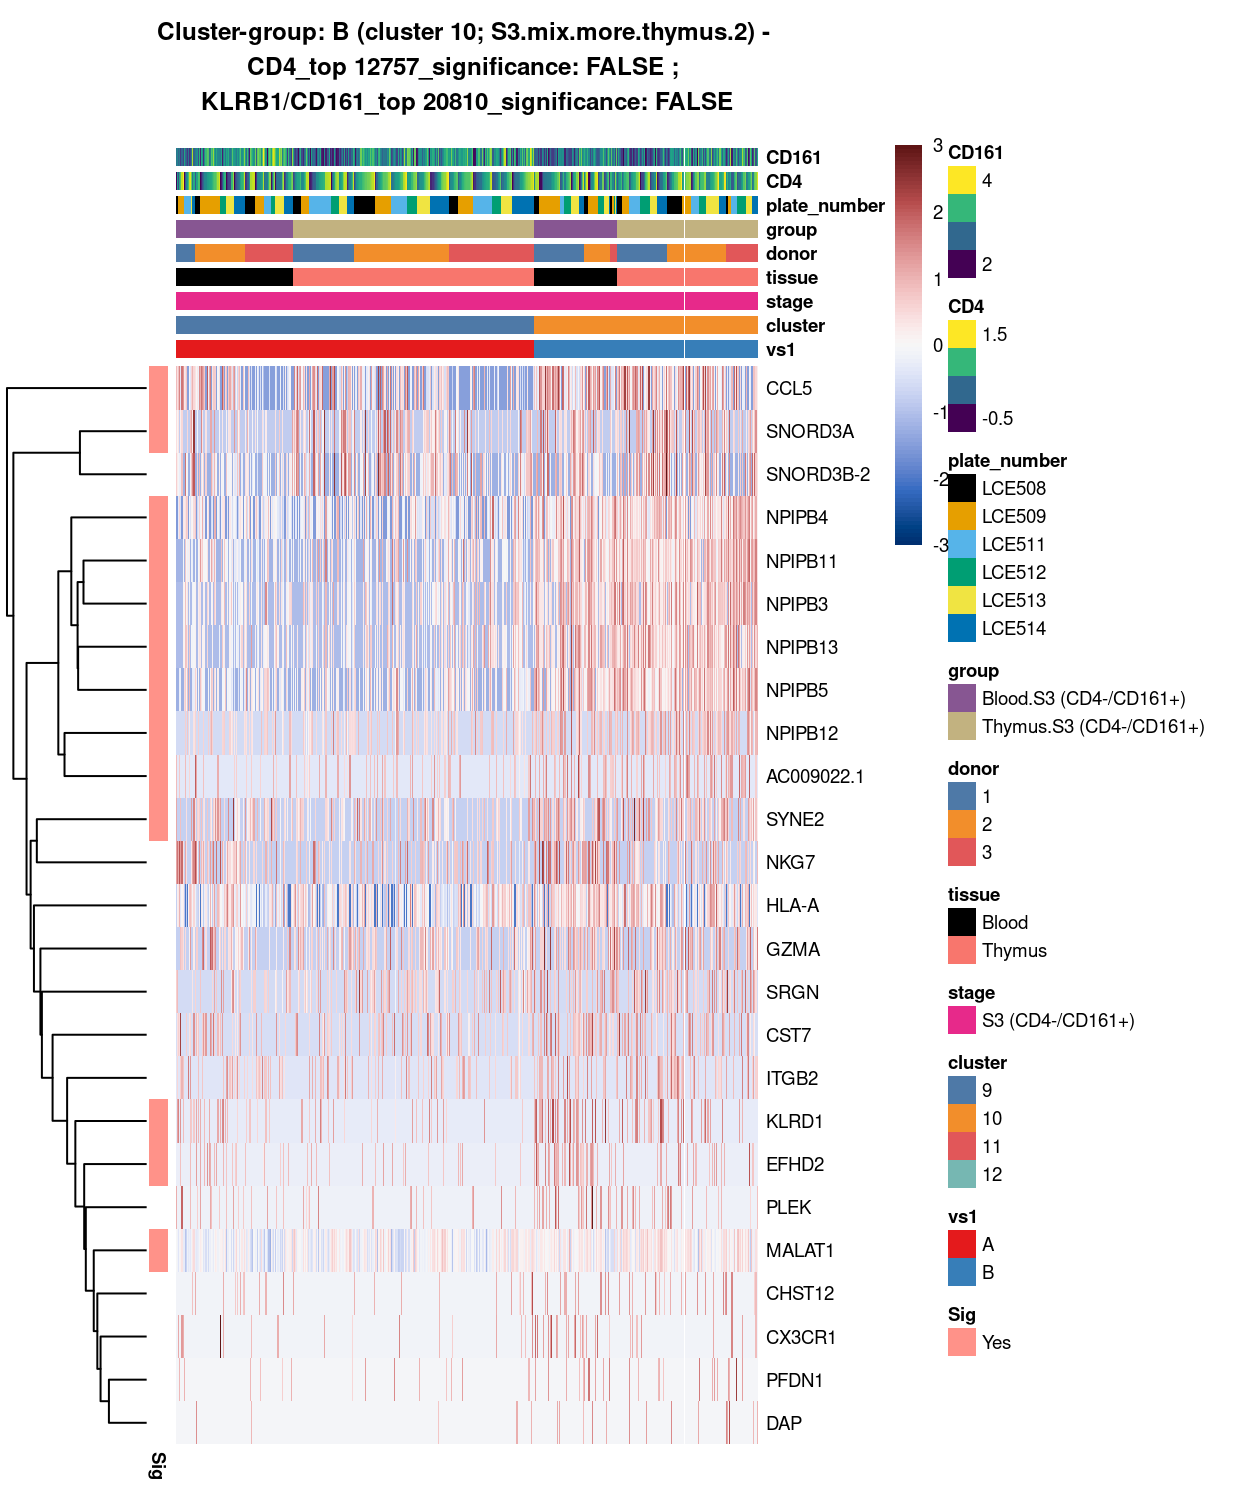 Cluster-group: B (cluster 10; S3.mix.more.thymus.2) -
CD4_top 12757_significance: FALSE ;
KLRB1/CD161_top 20810_significance: FALSE
CD161
CD4
plate_number
group
donor
tissue
stage
cluster
vs1
CCL5
SNORD3A
SNORD3B-2
NPIPB4
NPIPB11
NPIPB3
NPIPB13
NPIPB5
NPIPB12
AC009022.1
SYNE2
NKG7
HLA-A
GZMA
SRGN
CST7
ITGB2
KLRD1
EFHD2
PLEK
MALAT1
CHST12
CX3CR1
PFDN1
DAP
Sig
3
2
1
0
-1
-2
-3
CD161
4
2
CD4
1.5
-0.5
plate_number
LCE508
LCE509
LCE511
LCE512
LCE513
LCE514
group
Blood.S3 (CD4-/CD161+)
Thymus.S3 (CD4-/CD161+)
donor
1
2
3
tissue
Blood
Thymus
stage
S3 (CD4-/CD161+)
cluster
9
10
11
12
vs1
A
B
Sig
Yes